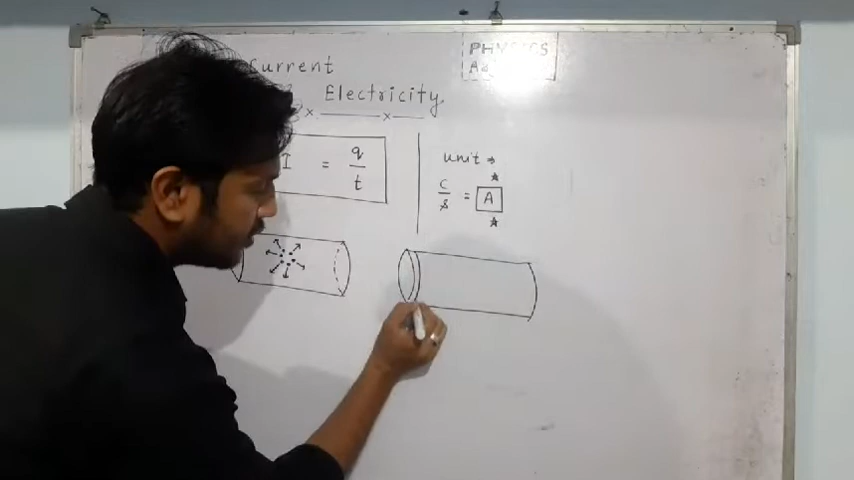 PHYSICS
Current
Electricity
I = q/t
unit →
C/s = A